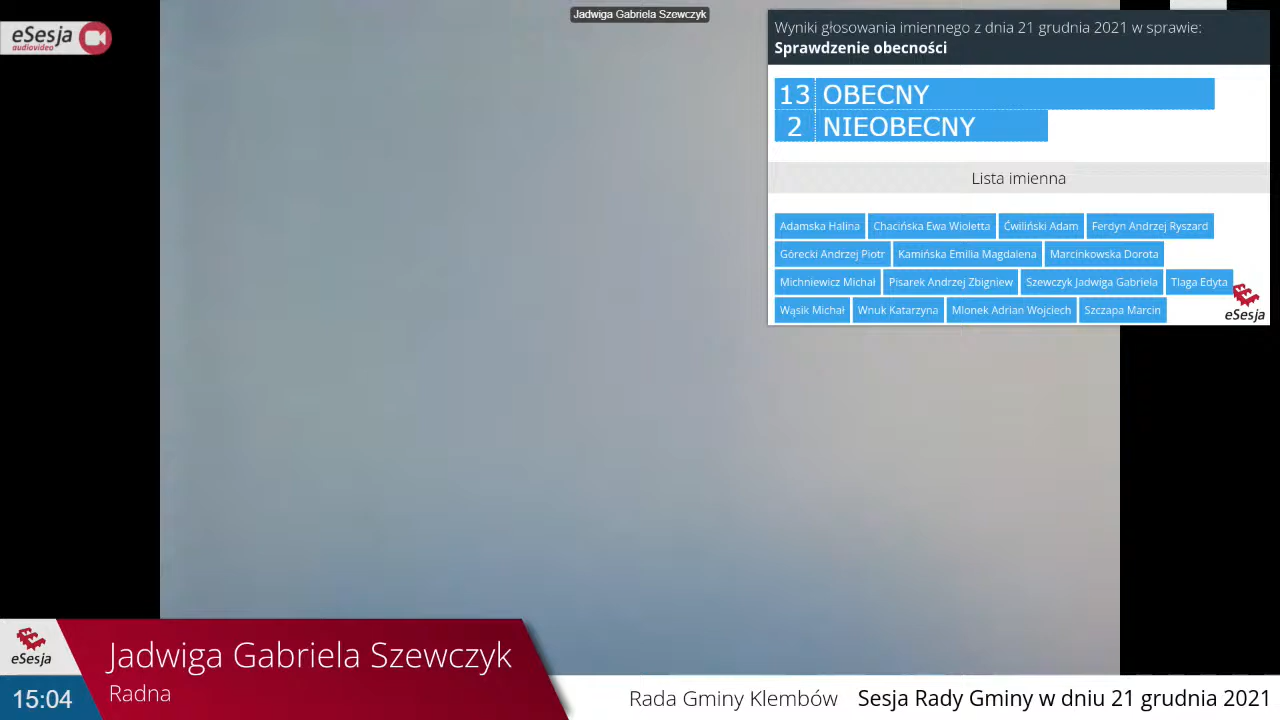 eSesja
audiovideo
Jadwiga Gabriela Szewczyk
Wyniki głosowania imiennego z dnia 21 grudnia 2021 w sprawie:
Sprawdzenie obecności
13 OBECNY
2 NIEOBECNY
Lista imienna
Adamska Halina Chacińska Ewa Wioletta Ćwiliński Adam Ferdyn Andrzej Ryszard
Górecki Andrzej Piotr Kamińska Emilia Magdalena Marcinkowska Dorota
Michniewicz Michał Pisarek Andrzej Zbigniew Szewczyk Jadwiga Gabriela Tlaga Edyta
Wąsik Michał Wnuk Katarzyna Mlonek Adrian Wojciech Szczapa Marcin
eSesja
eSesja
Jadwiga Gabriela Szewczyk
Radna
15:04
Rada Gminy Klembów Sesja Rady Gminy w dniu 21 grudnia 2021